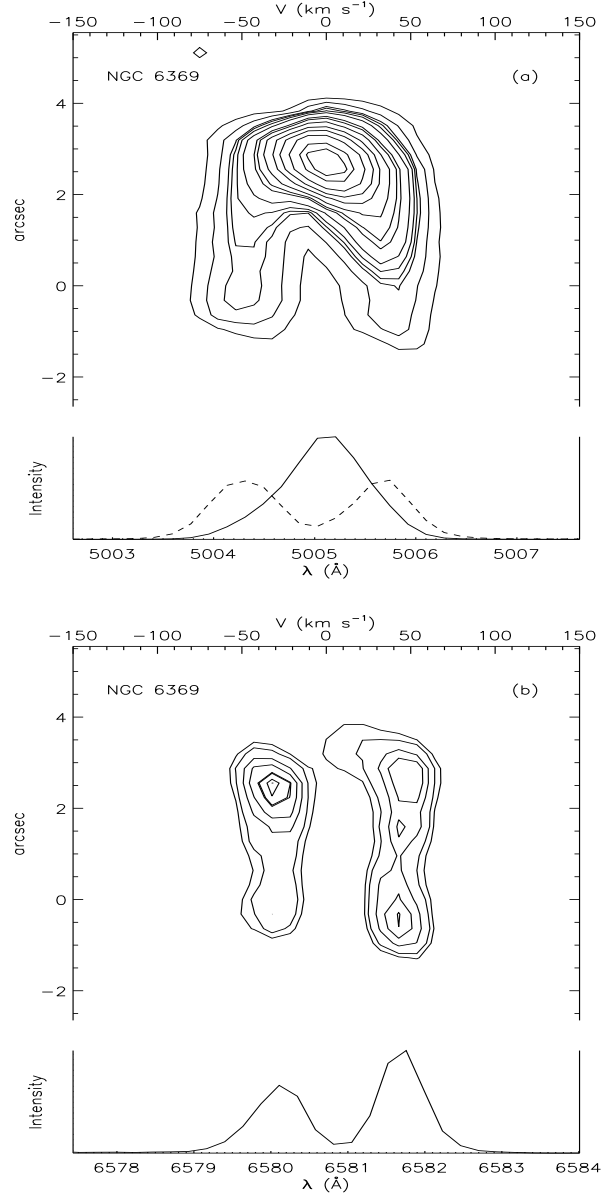 V (km s⁻¹)
−150 −100 −50 0 50 100 150
NGC 6369 (a)
4
2
0
−2
arcsec
Intensity
5003 5004 5005 5006 5007
λ (Å)
V (km s⁻¹)
−150 −100 −50 0 50 100 150
NGC 6369 (b)
4
2
0
−2
arcsec
Intensity
6578 6579 6580 6581 6582 6583 6584
λ (Å)